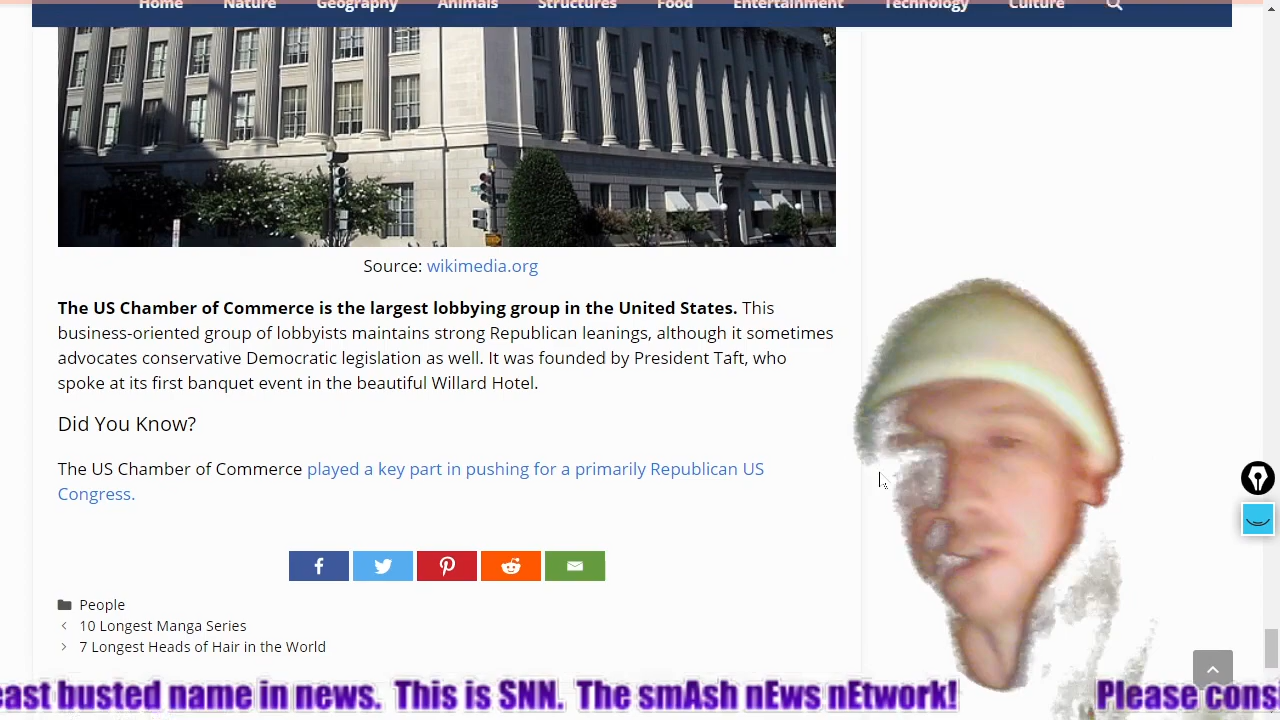 Home Nature Geography Animals Structures Food Entertainment Technology Culture
Source: wikimedia.org
The US Chamber of Commerce is the largest lobbying group in the United States. This
business-oriented group of lobbyists maintains strong Republican leanings, although it sometimes
advocates conservative Democratic legislation as well. It was founded by President Taft, who
spoke at its first banquet event in the beautiful Willard Hotel.
Did You Know?
The US Chamber of Commerce played a key part in pushing for a primarily Republican US
Congress.
People
10 Longest Manga Series
7 Longest Heads of Hair in the World
east busted name in news. This is SNN. The smAsh nEws nEtwork! Please cons